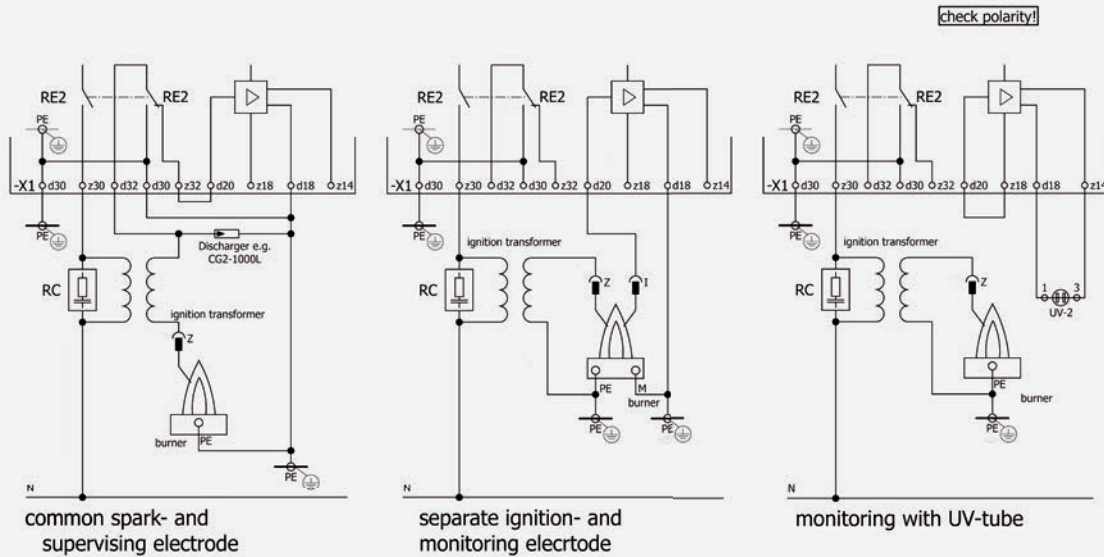 check polarity!
RE2
RE2
PE
-X1
d30
z30
d32
d30
z32
d20
z18
d18
z14
PE
Discharger e.g.
CG2-1000L
RC
ignition transformer
Z
burner
PE
PE
N
common spark- and
supervising electrode
RE2
RE2
PE
-X1
d30
z30
d32
d30
z32
d20
z18
d18
z14
PE
ignition transformer
RC
Z
I
PE
M
burner
PE
PE
N
separate ignition- and
monitoring elecrtode
RE2
RE2
PE
-X1
d30
z30
d32
d30
z32
d20
z18
d18
z14
PE
ignition transformer
RC
Z
1
3
UV-2
PE
burner
PE
N
monitoring with UV-tube